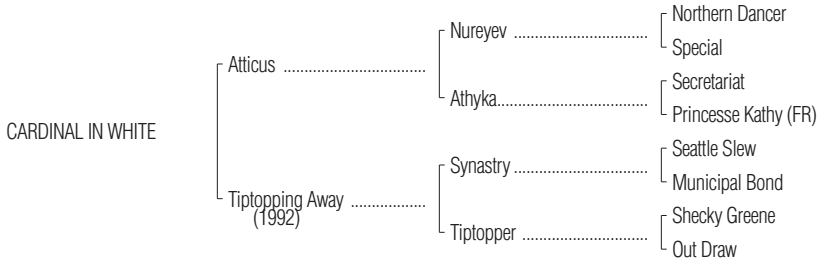 Northern Dancer
Nureyev ................................
Special
Atticus ..................................
Secretariat
Athyka....................................
Princesse Kathy (FR)
CARDINAL IN WHITE
Seattle Slew
Synastry ................................
Municipal Bond
Tiptopping Away ..................
(1992)
Shecky Greene
Tiptopper ..............................
Out Draw